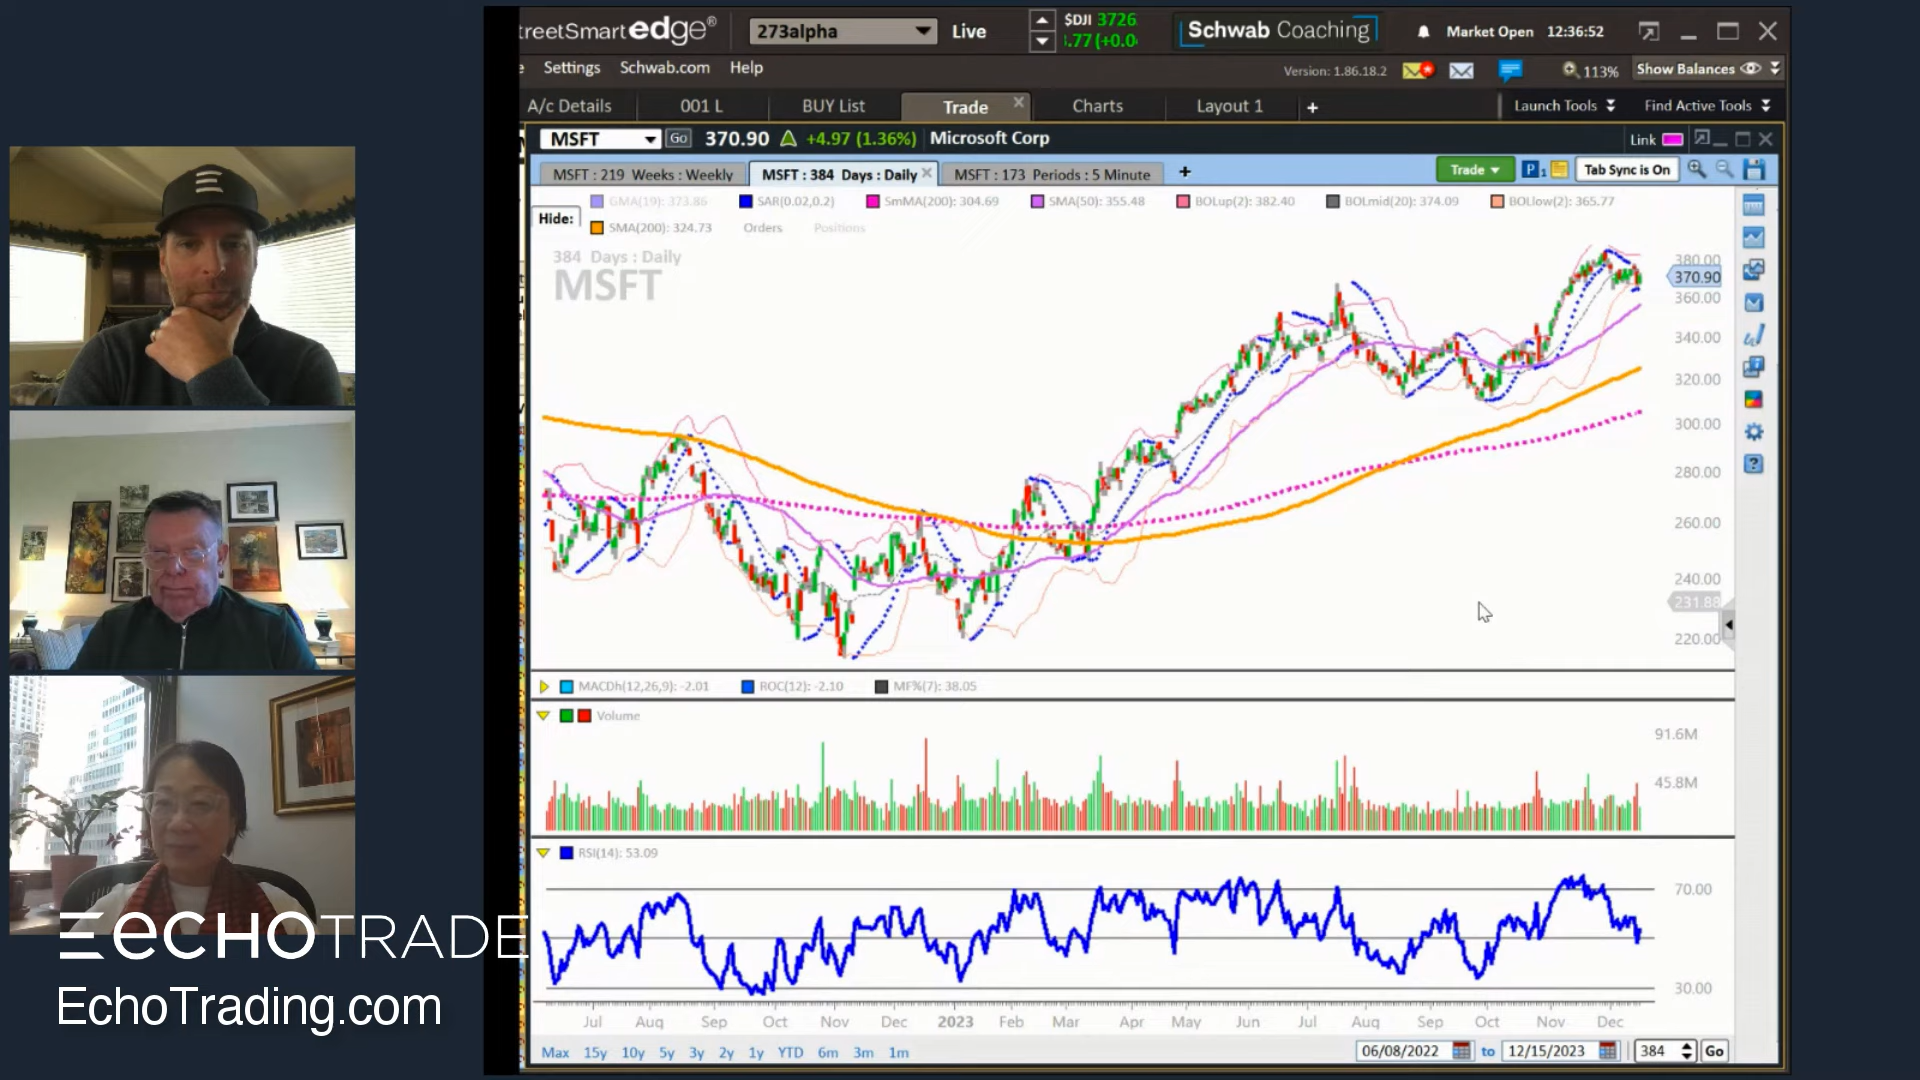 treetSmart edge®
273alpha
Live
$DJI 3726
.77 (+0.0
Schwab Coaching
Market Open 12:36:52
Settings Schwab.com Help
Version: 1.86.18.2
113%
Show Balances
A/c Details 001 L BUY List Trade Charts Layout 1 +
Launch Tools Find Active Tools
MSFT Go 370.90 +4.97 (1.36%) Microsoft Corp
Link
MSFT : 219 Weeks : Weekly MSFT : 384 Days : Daily MSFT : 173 Periods : 5 Minute +
Trade P 1 Tab Sync is On
Hide:
GMA(19): 373.86 SAR(0.02,0.2) SmMA(200): 304.69 SMA(50): 355.48 BOLup(2): 382.40 BOLmid(20): 374.09 BOLlow(2): 365.77
SMA(200): 324.73 Orders Positions
384 Days : Daily
MSFT
380.00
370.90
360.00
340.00
320.00
300.00
280.00
260.00
240.00
231.88
220.00
MACDh(12,26,9): -2.01 ROC(12): -2.10 MF%(7): 38.05
Volume
91.6M
45.8M
RSI(14): 53.09
70.00
30.00
Jul Aug Sep Oct Nov Dec 2023 Feb Mar Apr May Jun Jul Aug Sep Oct Nov Dec
Max 15y 10y 5y 3y 2y 1y YTD 6m 3m 1m
06/08/2022 to 12/15/2023 384 Go
ECHOTRADE
EchoTrading.com